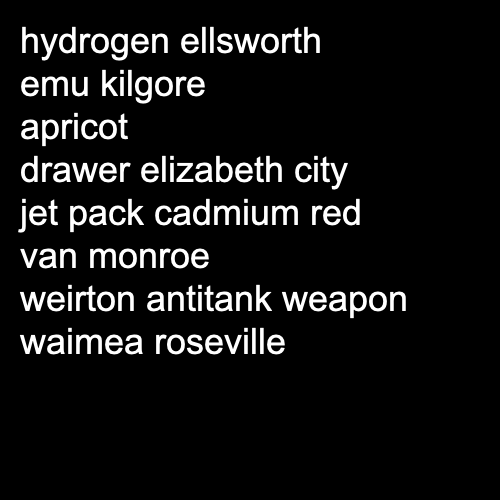 hydrogen ellsworth
emu kilgore
apricot
drawer elizabeth city
jet pack cadmium red
van monroe
weirton antitank weapon
waimea roseville